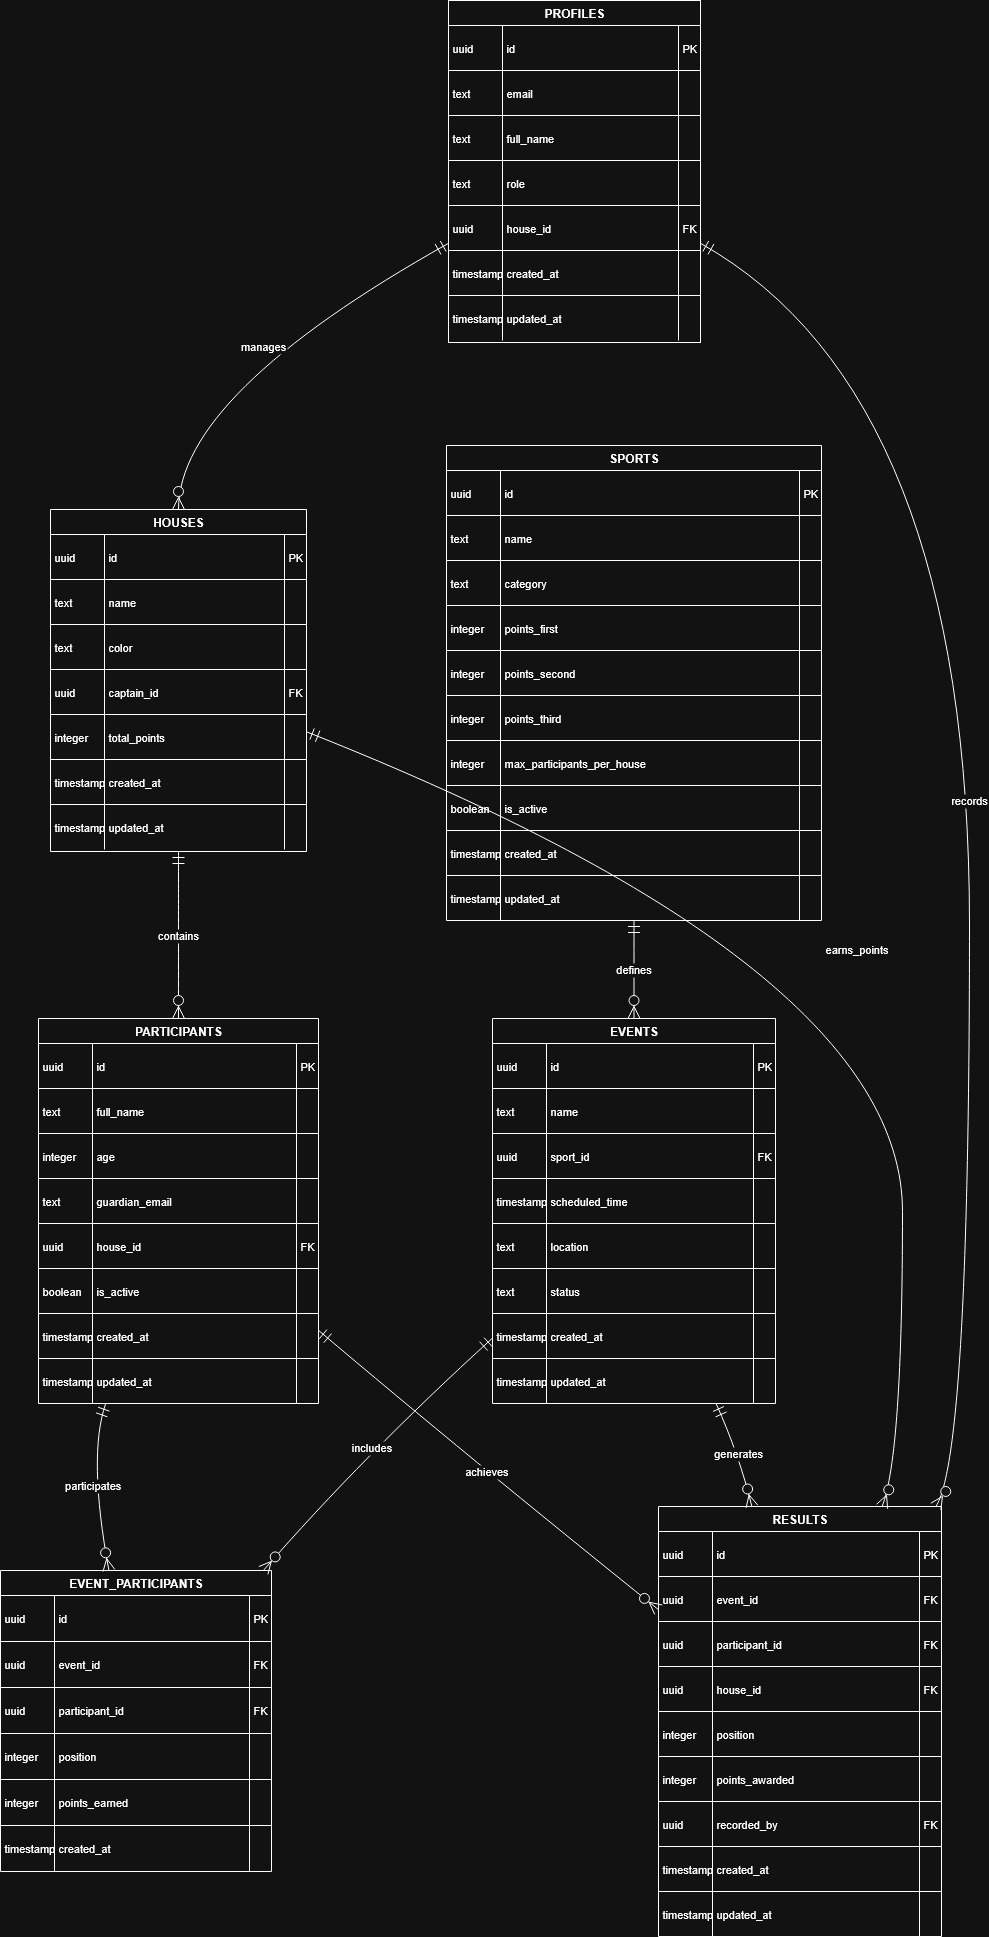 PROFILES
uuid id PK
text email
text full_name
text role
uuid house_id FK
timestamp created_at
timestamp updated_at
manages
SPORTS
uuid id PK
text name
text category
integer points_first
integer points_second
integer points_third
integer max_participants_per_house
boolean is_active
timestamp created_at
timestamp updated_at
HOUSES
uuid id PK
text name
text color
uuid captain_id FK
integer total_points
timestamp created_at
timestamp updated_at
records
contains
earns_points
defines
PARTICIPANTS
uuid id PK
text full_name
integer age
text guardian_email
uuid house_id FK
boolean is_active
timestamp created_at
timestamp updated_at
EVENTS
uuid id PK
text name
uuid sport_id FK
timestamp scheduled_time
text location
text status
timestamp created_at
timestamp updated_at
includes
generates
achieves
participates
EVENT_PARTICIPANTS
uuid id PK
uuid event_id FK
uuid participant_id FK
integer position
integer points_earned
timestamp created_at
RESULTS
uuid id PK
uuid event_id FK
uuid participant_id FK
uuid house_id FK
integer position
integer points_awarded
uuid recorded_by FK
timestamp created_at
timestamp updated_at